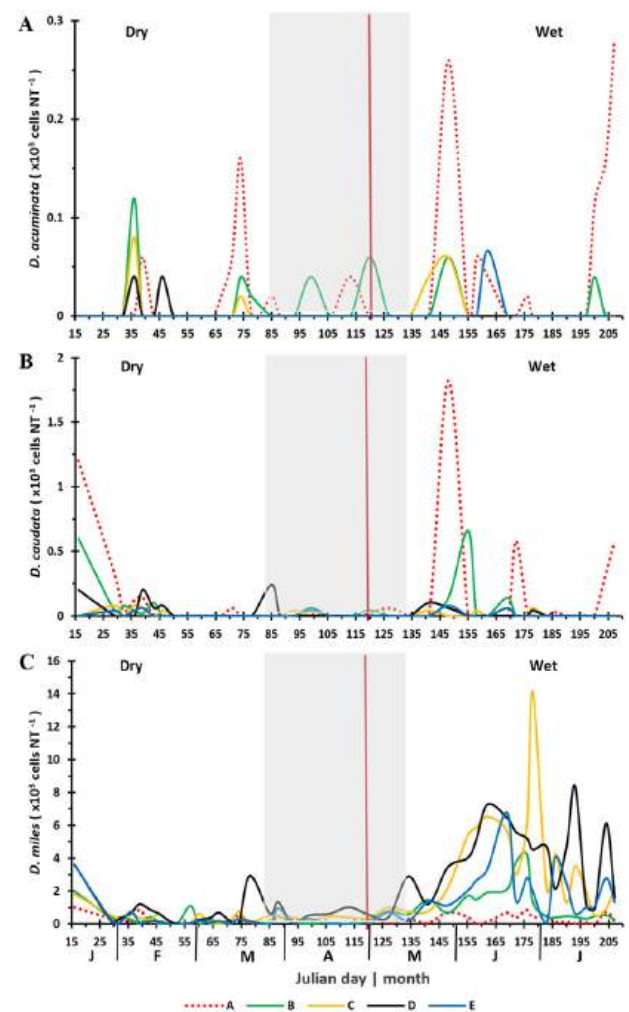 A
Dry
Wet
D. acuminata ( x10³ cells NT⁻¹ )
0.3
0.2
0.1
0
15 25 35 45 55 65 75 85 95 105 115 125 135 145 155 165 175 185 195 205
B
Dry
Wet
D. caudata ( x10³ cells NT⁻¹ )
2
1.5
1
0.5
0
15 25 35 45 55 65 75 85 95 105 115 125 135 145 155 165 175 185 195 205
C
Dry
Wet
D. miles ( x10³ cells NT⁻¹ )
16
14
12
10
8
6
4
2
0
15 25 35 45 55 65 75 85 95 105 115 125 135 145 155 165 175 185 195 205
J F M A M J J
Julian day | month
A B C D E